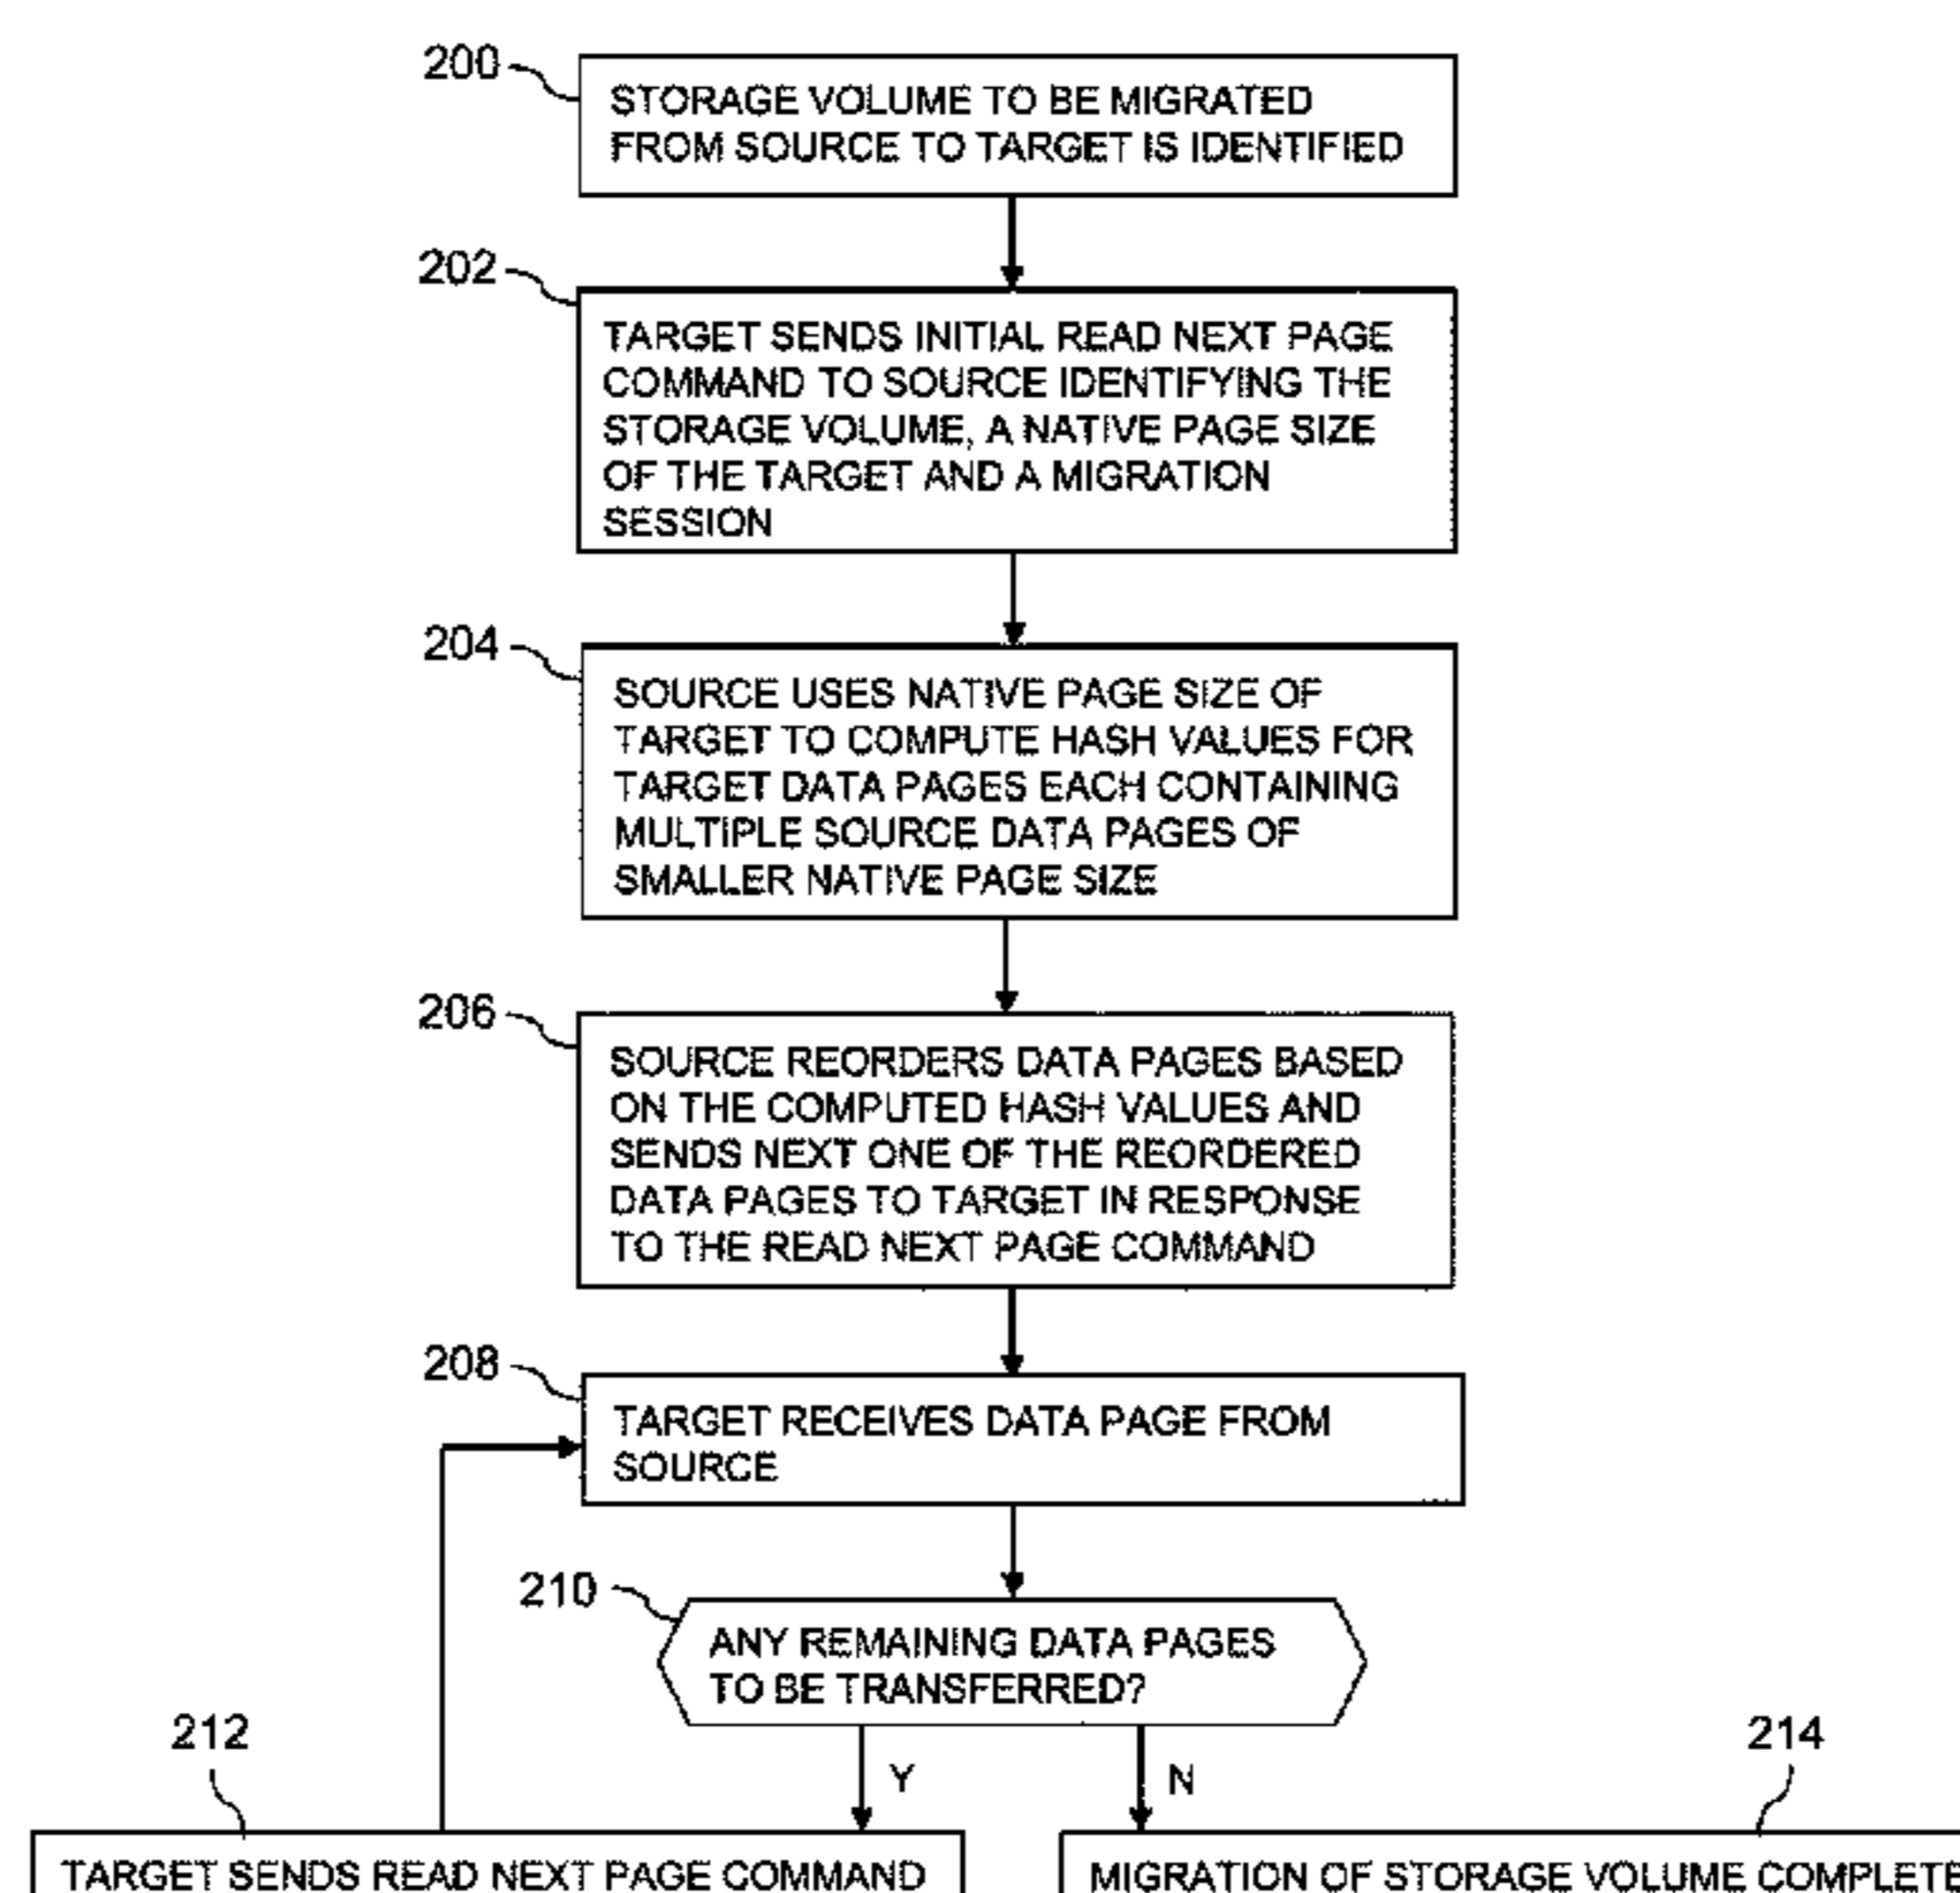 200
STORAGE VOLUME TO BE MIGRATED
FROM SOURCE TO TARGET IS IDENTIFIED
202
TARGET SENDS INITIAL READ NEXT PAGE
COMMAND TO SOURCE IDENTIFYING THE
STORAGE VOLUME, A NATIVE PAGE SIZE
OF THE TARGET AND A MIGRATION
SESSION
204
SOURCE USES NATIVE PAGE SIZE OF
TARGET TO COMPUTE HASH VALUES FOR
TARGET DATA PAGES EACH CONTAINING
MULTIPLE SOURCE DATA PAGES OF
SMALLER NATIVE PAGE SIZE
206
SOURCE REORDERS DATA PAGES BASED
ON THE COMPUTED HASH VALUES AND
SENDS NEXT ONE OF THE REORDERED
DATA PAGES TO TARGET IN RESPONSE
TO THE READ NEXT PAGE COMMAND
208
TARGET RECEIVES DATA PAGE FROM
SOURCE
210
ANY REMAINING DATA PAGES
TO BE TRANSFERRED?
212
214
Y
N
TARGET SENDS READ NEXT PAGE COMMAND
MIGRATION OF STORAGE VOLUME COMPLETE